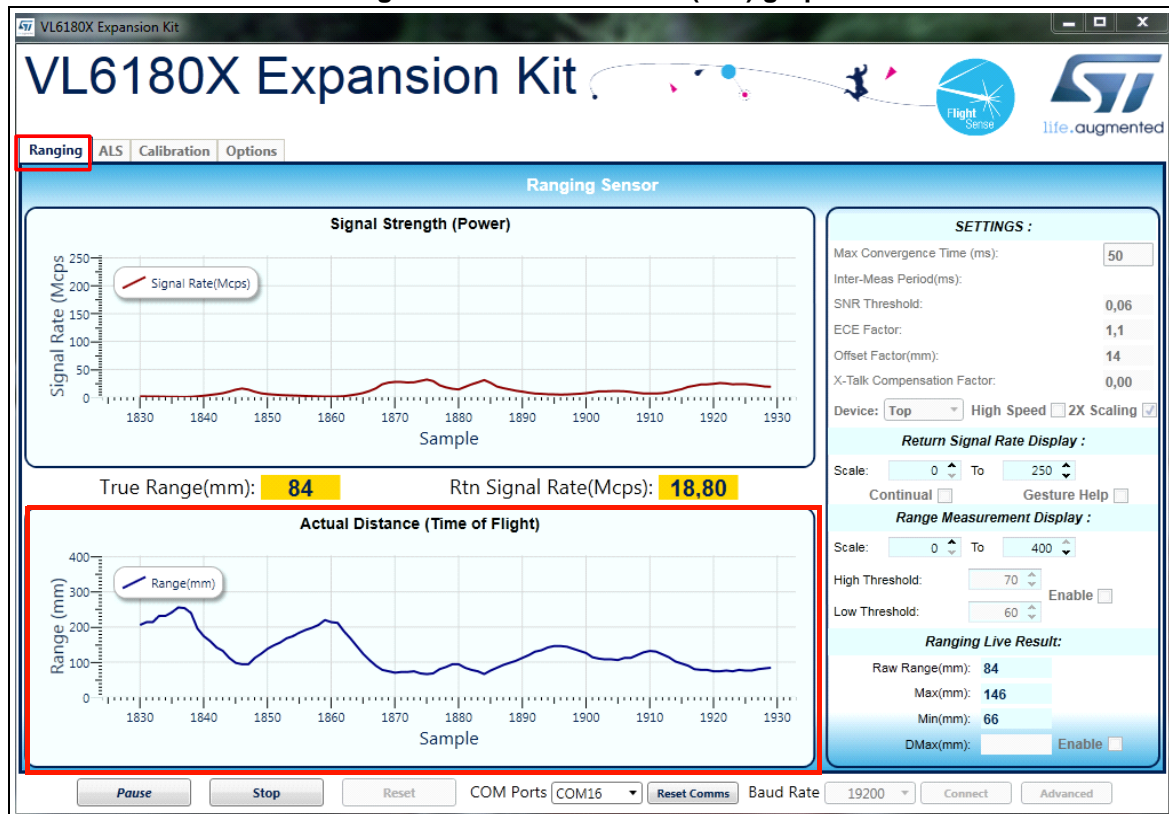 VL6180X Expansion Kit
VL6180X Expansion Kit
Flight
Sense
life.augmented
Ranging ALS Calibration Options
Ranging Sensor
Signal Strength (Power)
Signal Rate (Mcps
250
200
150
100
50
0
Signal Rate(Mcps)
1830 1840 1850 1860 1870 1880 1890 1900 1910 1920 1930
Sample
True Range(mm): 84 Rtn Signal Rate(Mcps): 18,80
Actual Distance (Time of Flight)
Range (mm)
400
300
200
100
0
Range(mm)
1830 1840 1850 1860 1870 1880 1890 1900 1910 1920 1930
Sample
SETTINGS :
Max Convergence Time (ms): 50
Inter-Meas Period(ms):
SNR Threshold: 0,06
ECE Factor: 1,1
Offset Factor(mm): 14
X-Talk Compensation Factor: 0,00
Device: Top High Speed 2X Scaling
Return Signal Rate Display :
Scale: 0 To 250
Continual Gesture Help
Range Measurement Display :
Scale: 0 To 400
High Threshold: 70
Enable
Low Threshold: 60
Ranging Live Result:
Raw Range(mm): 84
Max(mm): 146
Min(mm): 66
DMax(mm): Enable
Pause Stop Reset COM Ports COM16 Reset Comms Baud Rate 19200 Connect Advanced